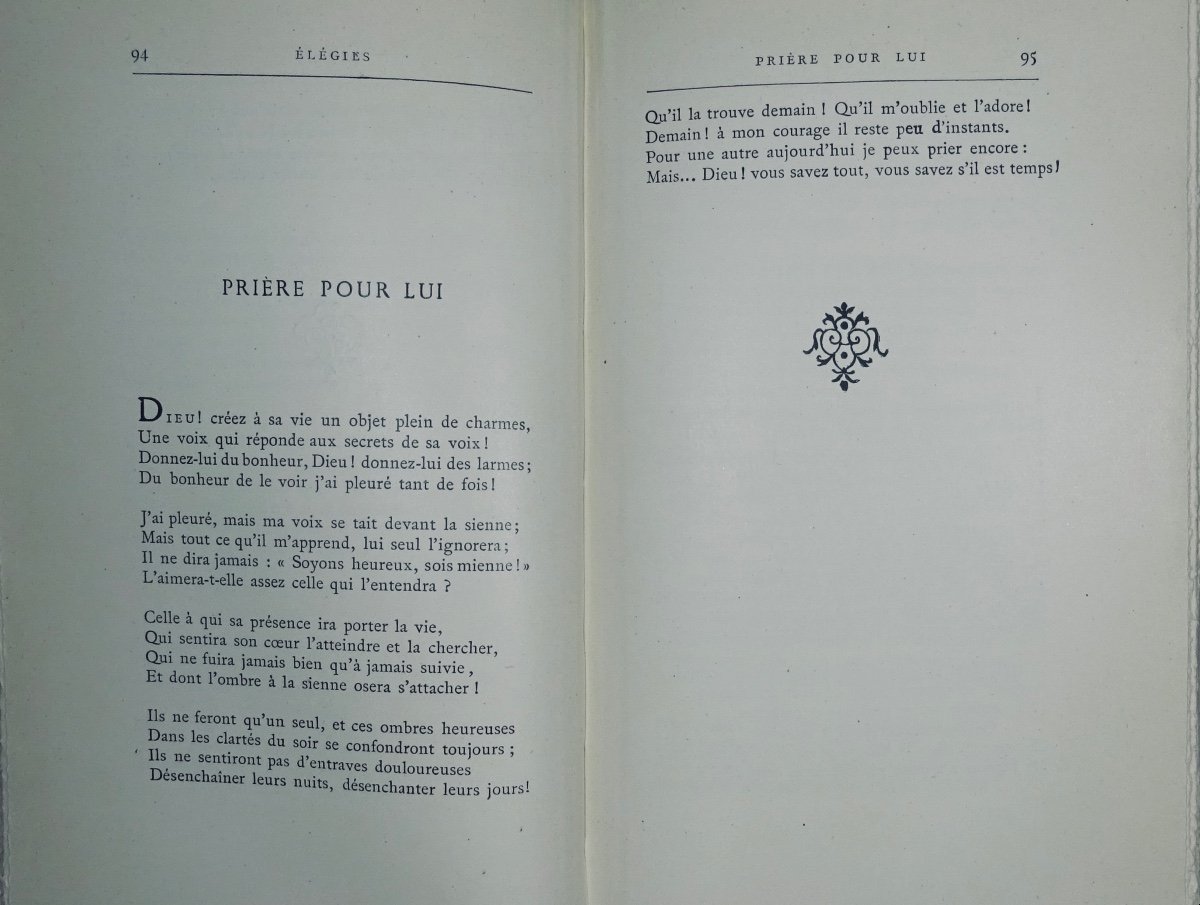 94
ÉLÉGIES
PRIÈRE POUR LUI
DIEU! créez à sa vie un objet plein de charmes,
Une voix qui réponde aux secrets de sa voix!
Donnez-lui du bonheur, Dieu! donnez-lui des larmes;
Du bonheur de le voir j'ai pleuré tant de fois!
J'ai pleuré, mais ma voix se tait devant la sienne;
Mais tout ce qu'il m'apprend, lui seul l'ignorera;
Il ne dira jamais : « Soyons heureux, sois mienne!»
L'aimera-t-elle assez celle qui l'entendra ?
Celle à qui sa présence ira porter la vie,
Qui sentira son cœur l'atteindre et la chercher,
Qui ne fuira jamais bien qu'à jamais suivie,
Et dont l'ombre à la sienne osera s'attacher !
Ils ne feront qu'un seul, et ces ombres heureuses
Dans les clartés du soir se confondront toujours ;
Ils ne sentiront pas d'entraves douloureuses
Désenchaîner leurs nuits, désenchanter leurs jours!
PRIÈRE POUR LUI
95
Qu'il la trouve demain ! Qu'il m'oublie et l'adore!
Demain! à mon courage il reste peu d'instants.
Pour une autre aujourd'hui je peux prier encore :
Mais... Dieu! vous savez tout, vous savez s'il est temps!